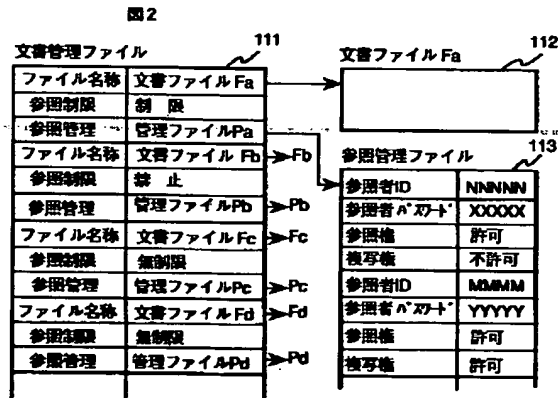 図2
文書管理ファイル
111
ファイル名称 文書ファイル Fa
参照制限 制 限
参照管理 管理ファイルPa
ファイル名称 文書ファイル Fb Fb
参照制限 禁 止
参照管理 管理ファイルPb Pb
ファイル名称 文書ファイル Fc Fc
参照制限 無制限
参照管理 管理ファイルPc Pc
ファイル名称 文書ファイル Fd Fd
参照制限 無制限
参照管理 管理ファイルPd Pd
文書ファイル Fa
112
参照管理ファイル
113
参照者ID NNNNN
参照者パスワード XXXXX
参照権 許可
複写権 不許可
参照者ID MMMM
参照者パスワード YYYYY
参照権 許可
複写権 許可